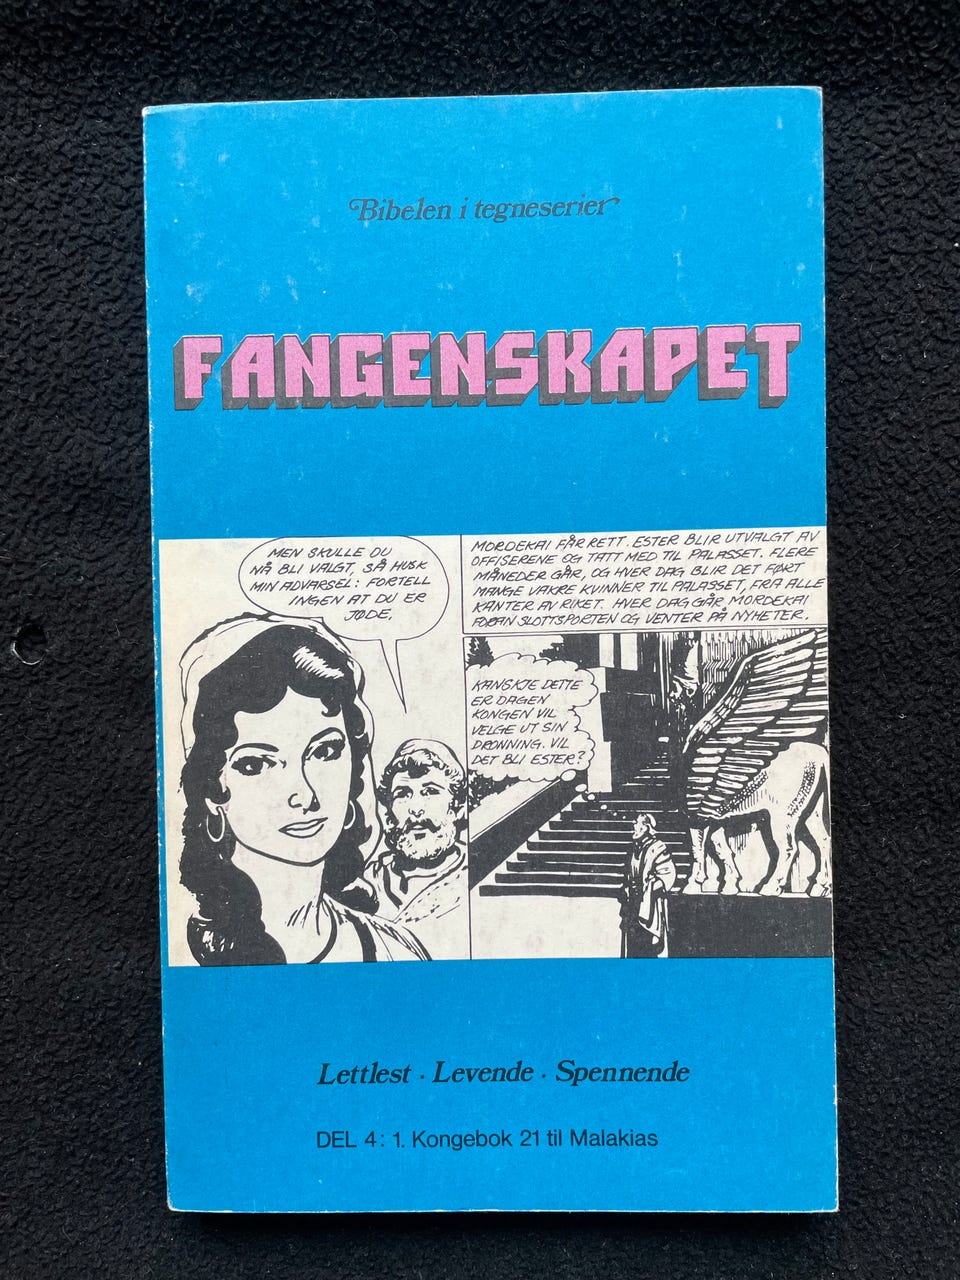 Bibelen i tegneserier
FANGENSKAPET
MEN SKULLE DU
NÅ BLI VALGT, SÅ HUSK
MIN ADVARSEL: FORTELL
INGEN AT DU ER
JØDE.
MORDEKAI FÅR RETT. ESTER BLIR UTVALGT AV
OFFISERENE OG TATT MED TIL PALASSET. FLERE
MÅNEDER GÅR, OG HVER DAG BLIR DET FØRT
MANGE VAKRE KVINNER TIL PALASSET, FRA ALLE
KANTER AV RIKET. HVER DAG GÅR MORDEKAI
FORAN SLOTTSPORTEN OG VENTER PÅ NYHETER.
KANSKJE DETTE
ER DAGEN
KONGEN VIL
VELGE UT SIN
DRONNING. VIL
DET BLI ESTER?
Lettlest · Levende · Spennende
DEL 4: 1. Kongebok 21 til Malakias